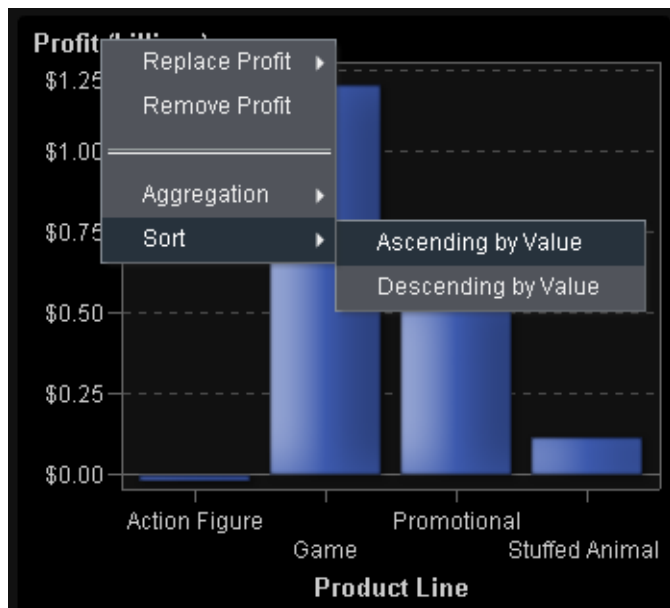 Profit
Replace Profit
$1.25
Remove Profit
$1.00
Aggregation
$0.75
Sort
Ascending by Value
Descending by Value
$0.50
$0.25
$0.00
Action Figure
Promotional
Game
Stuffed Animal
Product Line